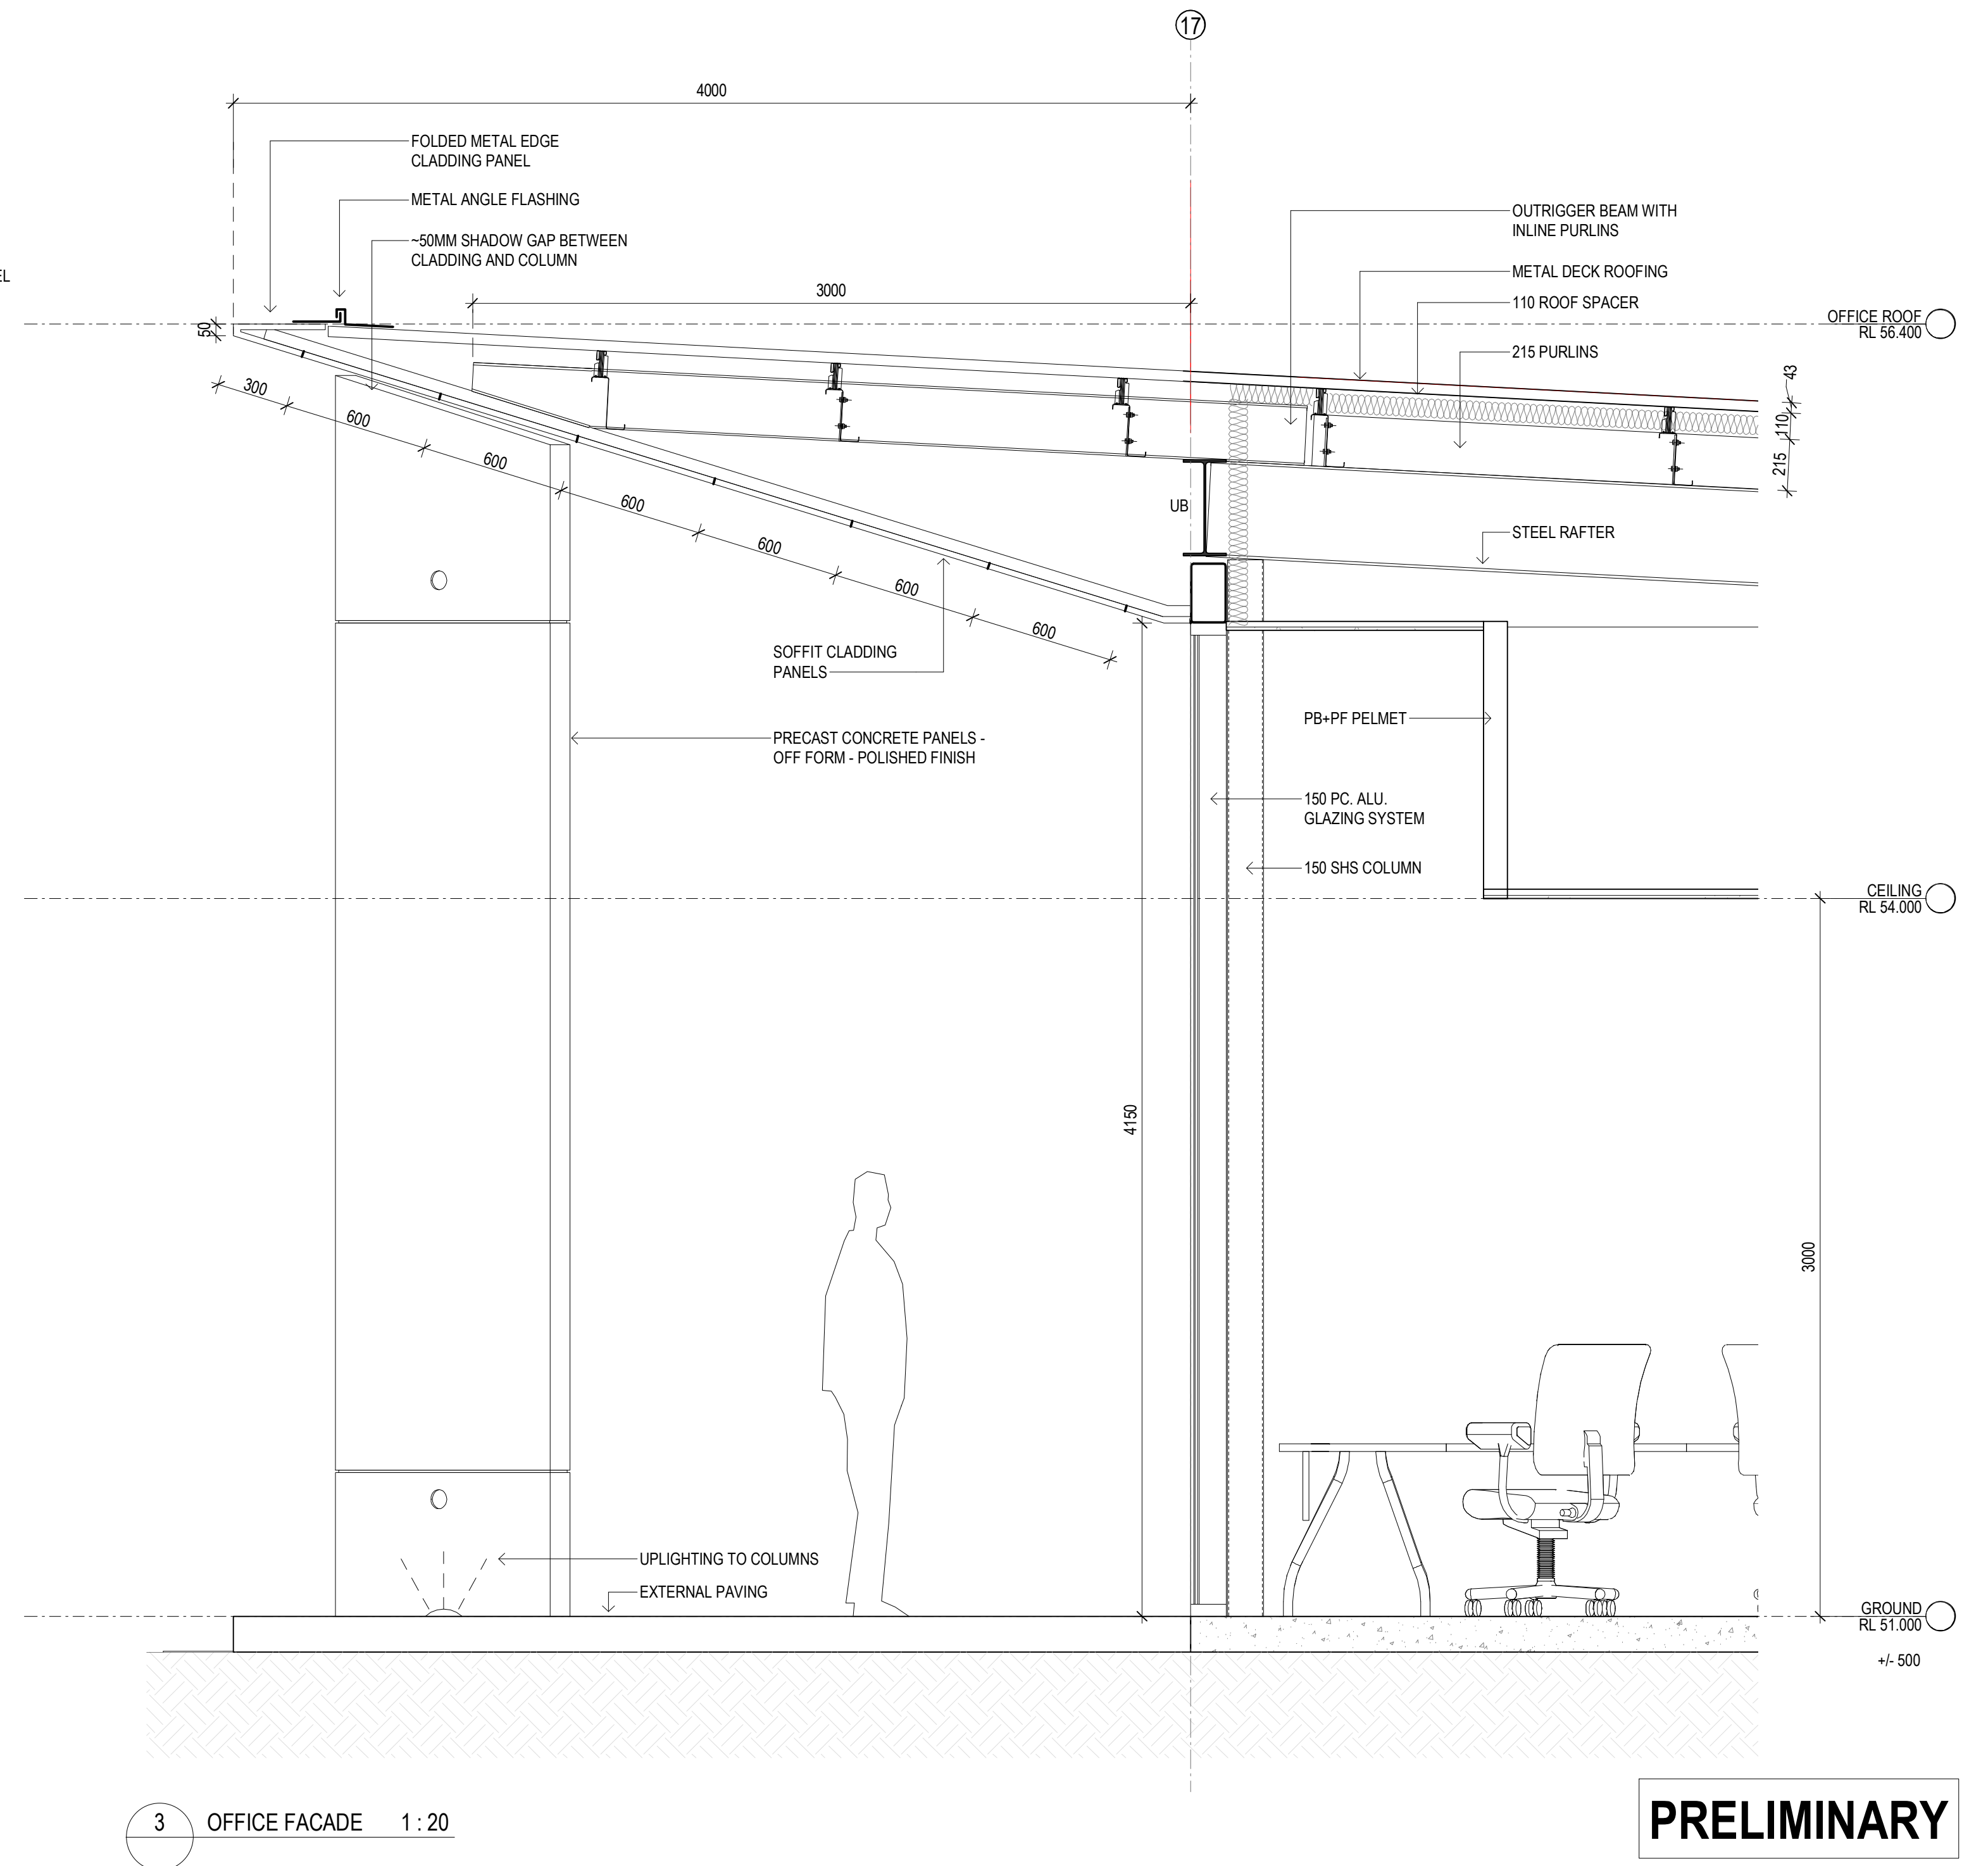 17
4000
FOLDED METAL EDGE
CLADDING PANEL
METAL ANGLE FLASHING
~50MM SHADOW GAP BETWEEN
CLADDING AND COLUMN
EL
OUTRIGGER BEAM WITH
INLINE PURLINS
METAL DECK ROOFING
110 ROOF SPACER
215 PURLINS
3000
50
OFFICE ROOF
RL 56.400
43
110
215
300
600
600
600
600
600
600
UB
STEEL RAFTER
SOFFIT CLADDING
PANELS
PRECAST CONCRETE PANELS -
OFF FORM - POLISHED FINISH
PB+PF PELMET
150 PC. ALU.
GLAZING SYSTEM
150 SHS COLUMN
CEILING
RL 54.000
4150
3000
UPLIGHTING TO COLUMNS
EXTERNAL PAVING
GROUND
RL 51.000
+/- 500
3 OFFICE FACADE 1 : 20
PRELIMINARY